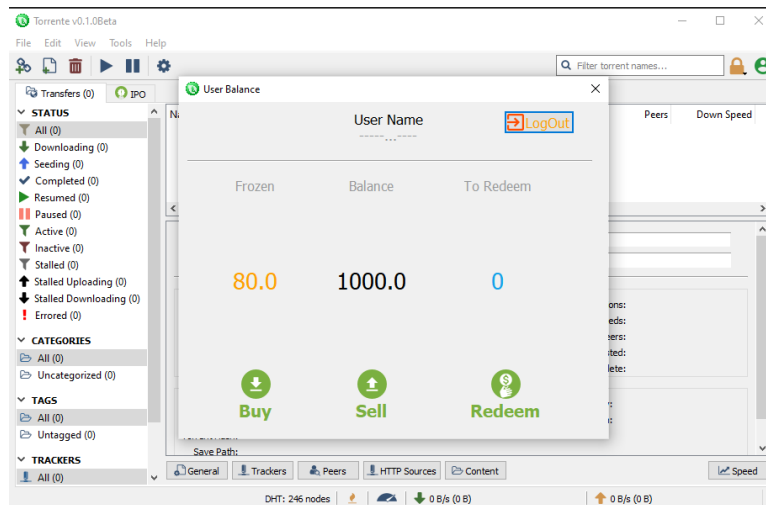 Torrente v0.1.0Beta
File Edit View Tools Help
Filter torrent names...
Transfers (0) IPO
STATUS
All (0)
Downloading (0)
Seeding (0)
Completed (0)
Resumed (0)
Paused (0)
Active (0)
Inactive (0)
Stalled (0)
Stalled Uploading (0)
Stalled Downloading (0)
Errored (0)
CATEGORIES
All (0)
Uncategorized (0)
TAGS
All (0)
Untagged (0)
TRACKERS
All (0)
Peers Down Speed
User Balance
User Name
LogOut
-----...----
Frozen Balance To Redeem
80.0 1000.0 0
Buy Sell Redeem
Save Path:
General Trackers Peers HTTP Sources Content Speed
DHT: 246 nodes 0 B/s (0 B) 0 B/s (0 B)